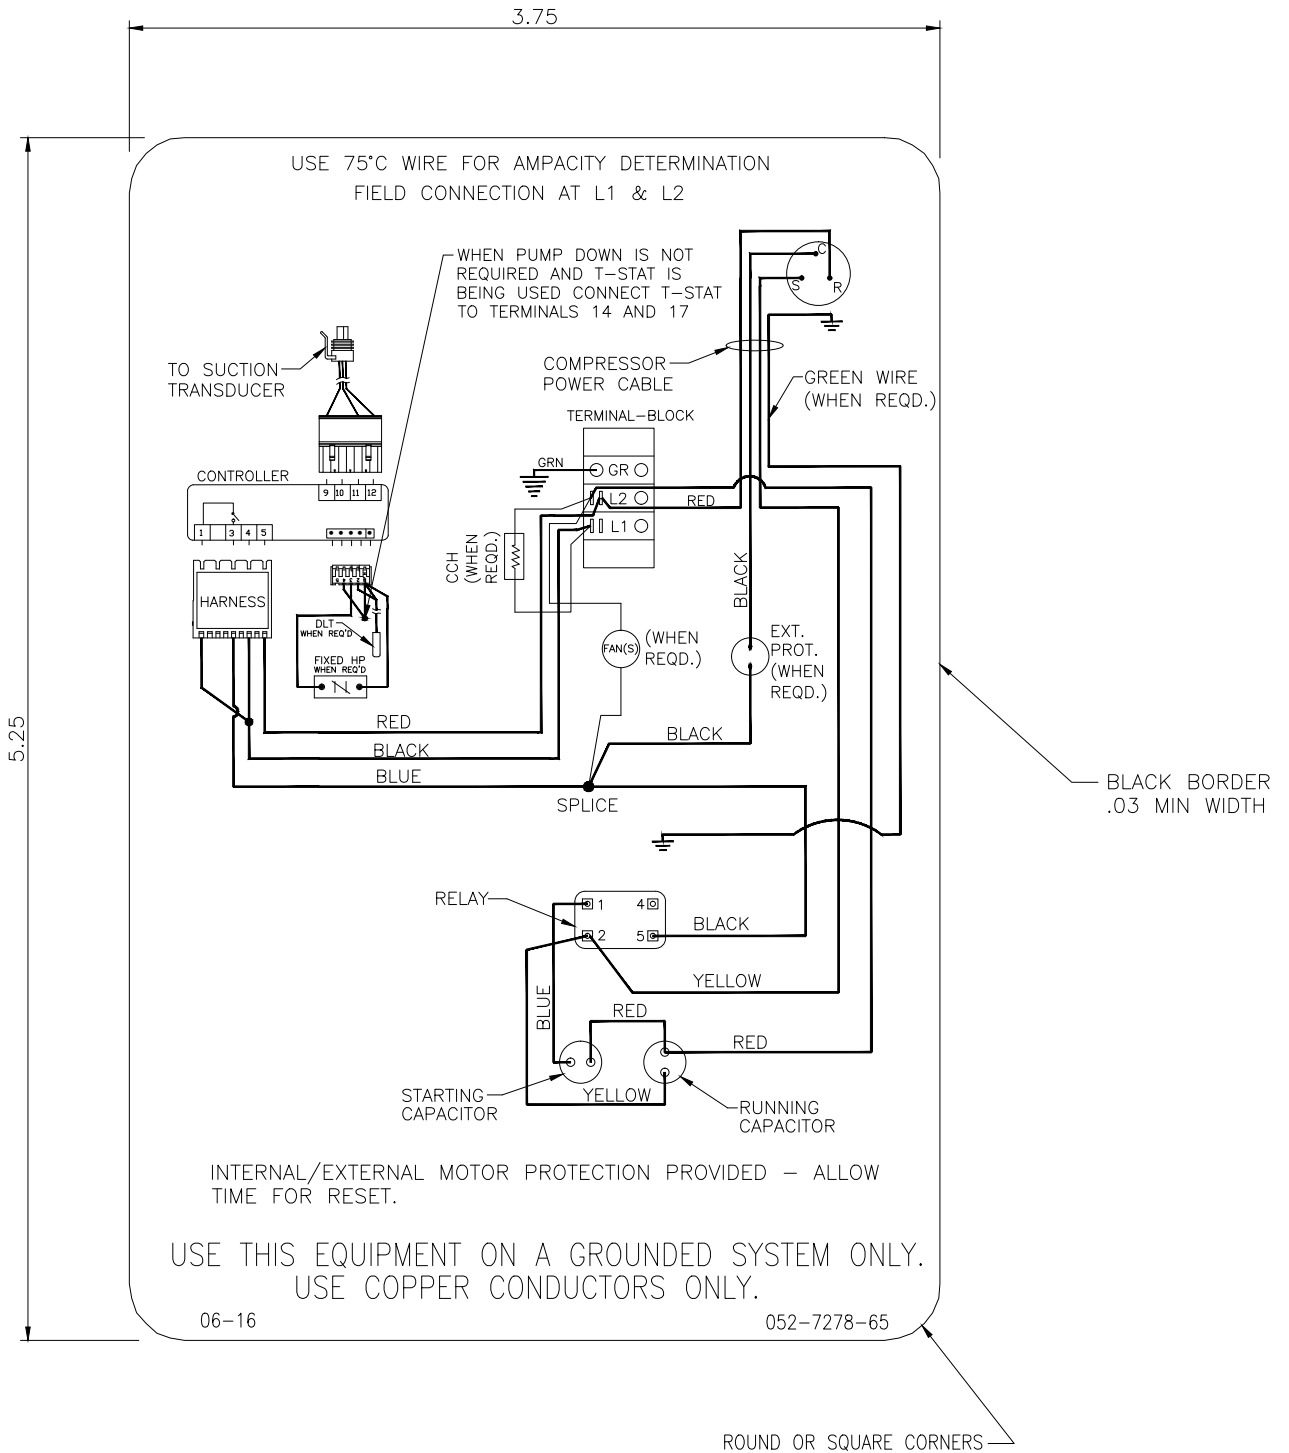 3.75
USE 75°C WIRE FOR AMPACITY DETERMINATION
FIELD CONNECTION AT L1 & L2
WHEN PUMP DOWN IS NOT
REQUIRED AND T-STAT IS
BEING USED CONNECT T-STAT
TO TERMINALS 14 AND 17
C
S
R
TO SUCTION
TRANSDUCER
COMPRESSOR
POWER CABLE
GREEN WIRE
(WHEN REQD.)
TERMINAL-BLOCK
GRN
GR
L2
L1
RED
CONTROLLER
9 10 11 12
1 3 4 5
CCH
(WHEN
REQD.)
BLACK
HARNESS
DLT
WHEN REQ'D
FIXED HP
WHEN REQ'D
FAN(S)
(WHEN
REQD.)
EXT.
PROT.
(WHEN
REQD.)
RED
BLACK
BLACK
BLUE
SPLICE
5.25
BLACK BORDER
.03 MIN WIDTH
RELAY
1 4
2 5
BLACK
YELLOW
BLUE
RED
RED
STARTING
CAPACITOR
YELLOW
RUNNING
CAPACITOR
INTERNAL/EXTERNAL MOTOR PROTECTION PROVIDED - ALLOW
TIME FOR RESET.
USE THIS EQUIPMENT ON A GROUNDED SYSTEM ONLY.
USE COPPER CONDUCTORS ONLY.
06-16
052-7278-65
ROUND OR SQUARE CORNERS